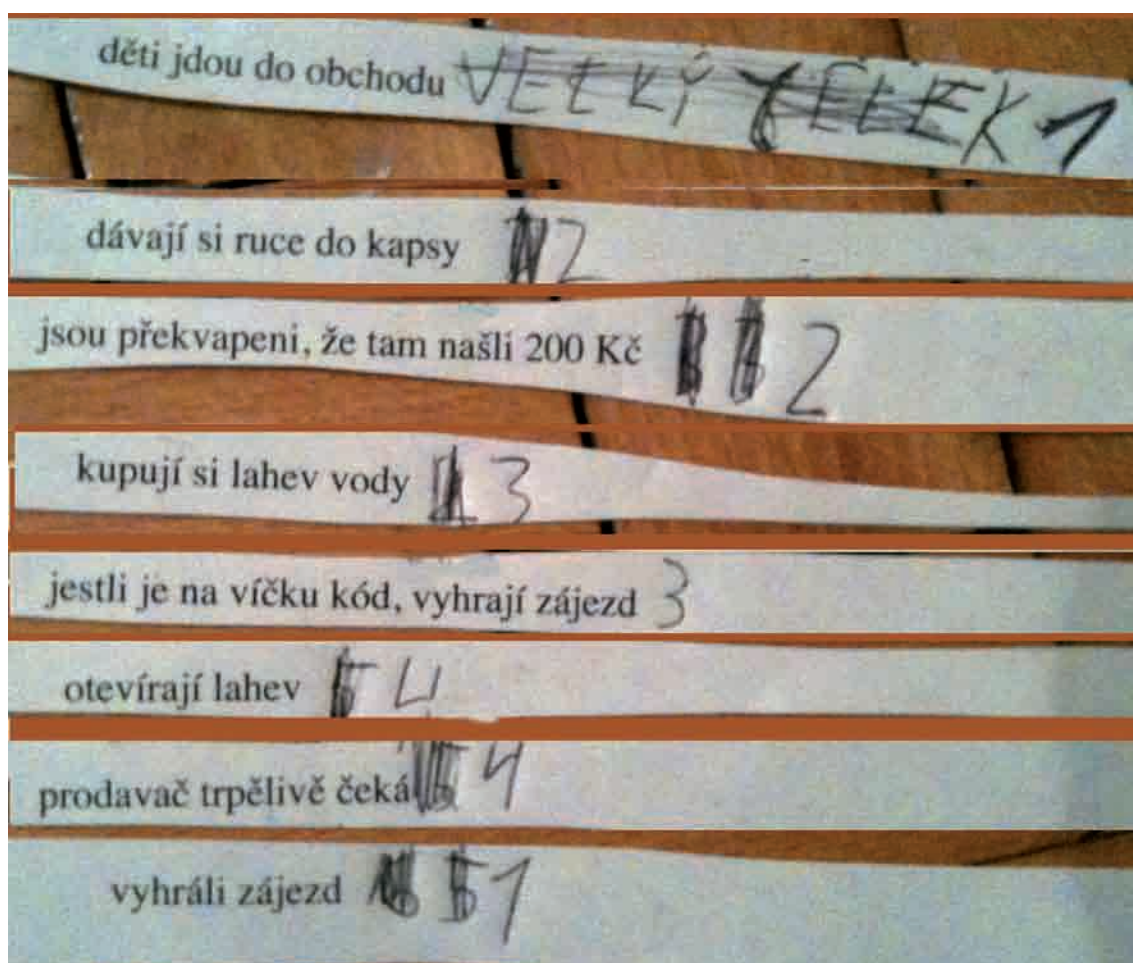 děti jdou do obchodu VELKÝ 1
dávají si ruce do kapsy 2
jsou překvapeni, že tam našli 200 Kč 2
kupují si lahev vody 3
jestli je na víčku kód, vyhrají zájezd 3
otevírají lahev 4
prodavač trpělivě čeká 4
vyhráli zájezd 1